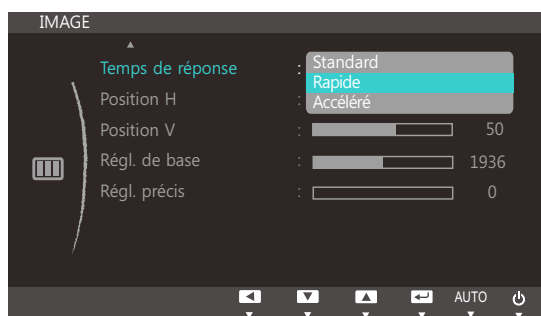 IMAGE
Temps de réponse : Standard
Rapide
Position H : Accéléré
Position V : 50
Régl. de base : 1936
Régl. précis : 0
AUTO